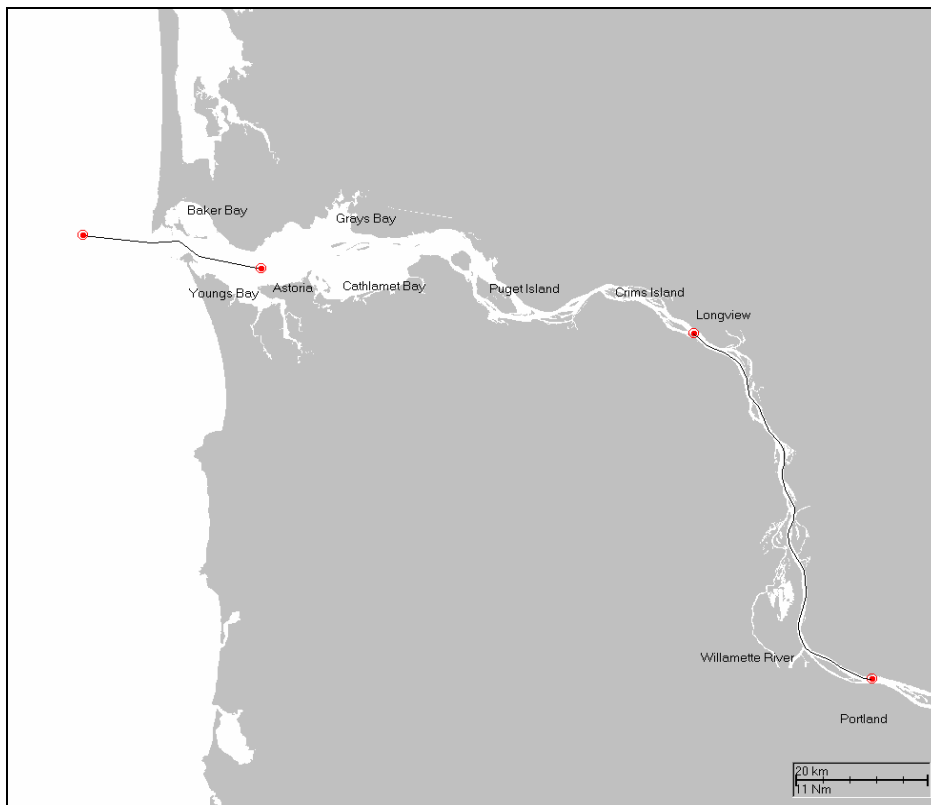 Baker Bay
Grays Bay
Youngs Bay
Astoria
Cathlamet Bay
Puget Island
Crims Island
Longview
Willamette River
Portland
20 km
11 Nm